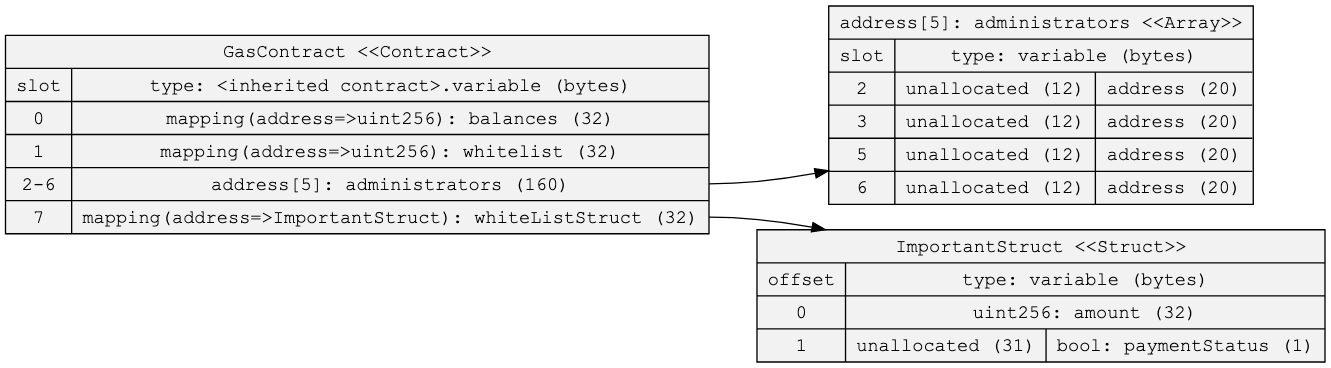 GasContract <<Contract>>
slot type: <inherited contract>.variable (bytes)
0 mapping(address=>uint256): balances (32)
1 mapping(address=>uint256): whitelist (32)
2-6 address[5]: administrators (160)
7 mapping(address=>ImportantStruct): whiteListStruct (32)
address[5]: administrators <<Array>>
slot type: variable (bytes)
2 unallocated (12) address (20)
3 unallocated (12) address (20)
5 unallocated (12) address (20)
6 unallocated (12) address (20)
ImportantStruct <<Struct>>
offset type: variable (bytes)
0 uint256: amount (32)
1 unallocated (31) bool: paymentStatus (1)